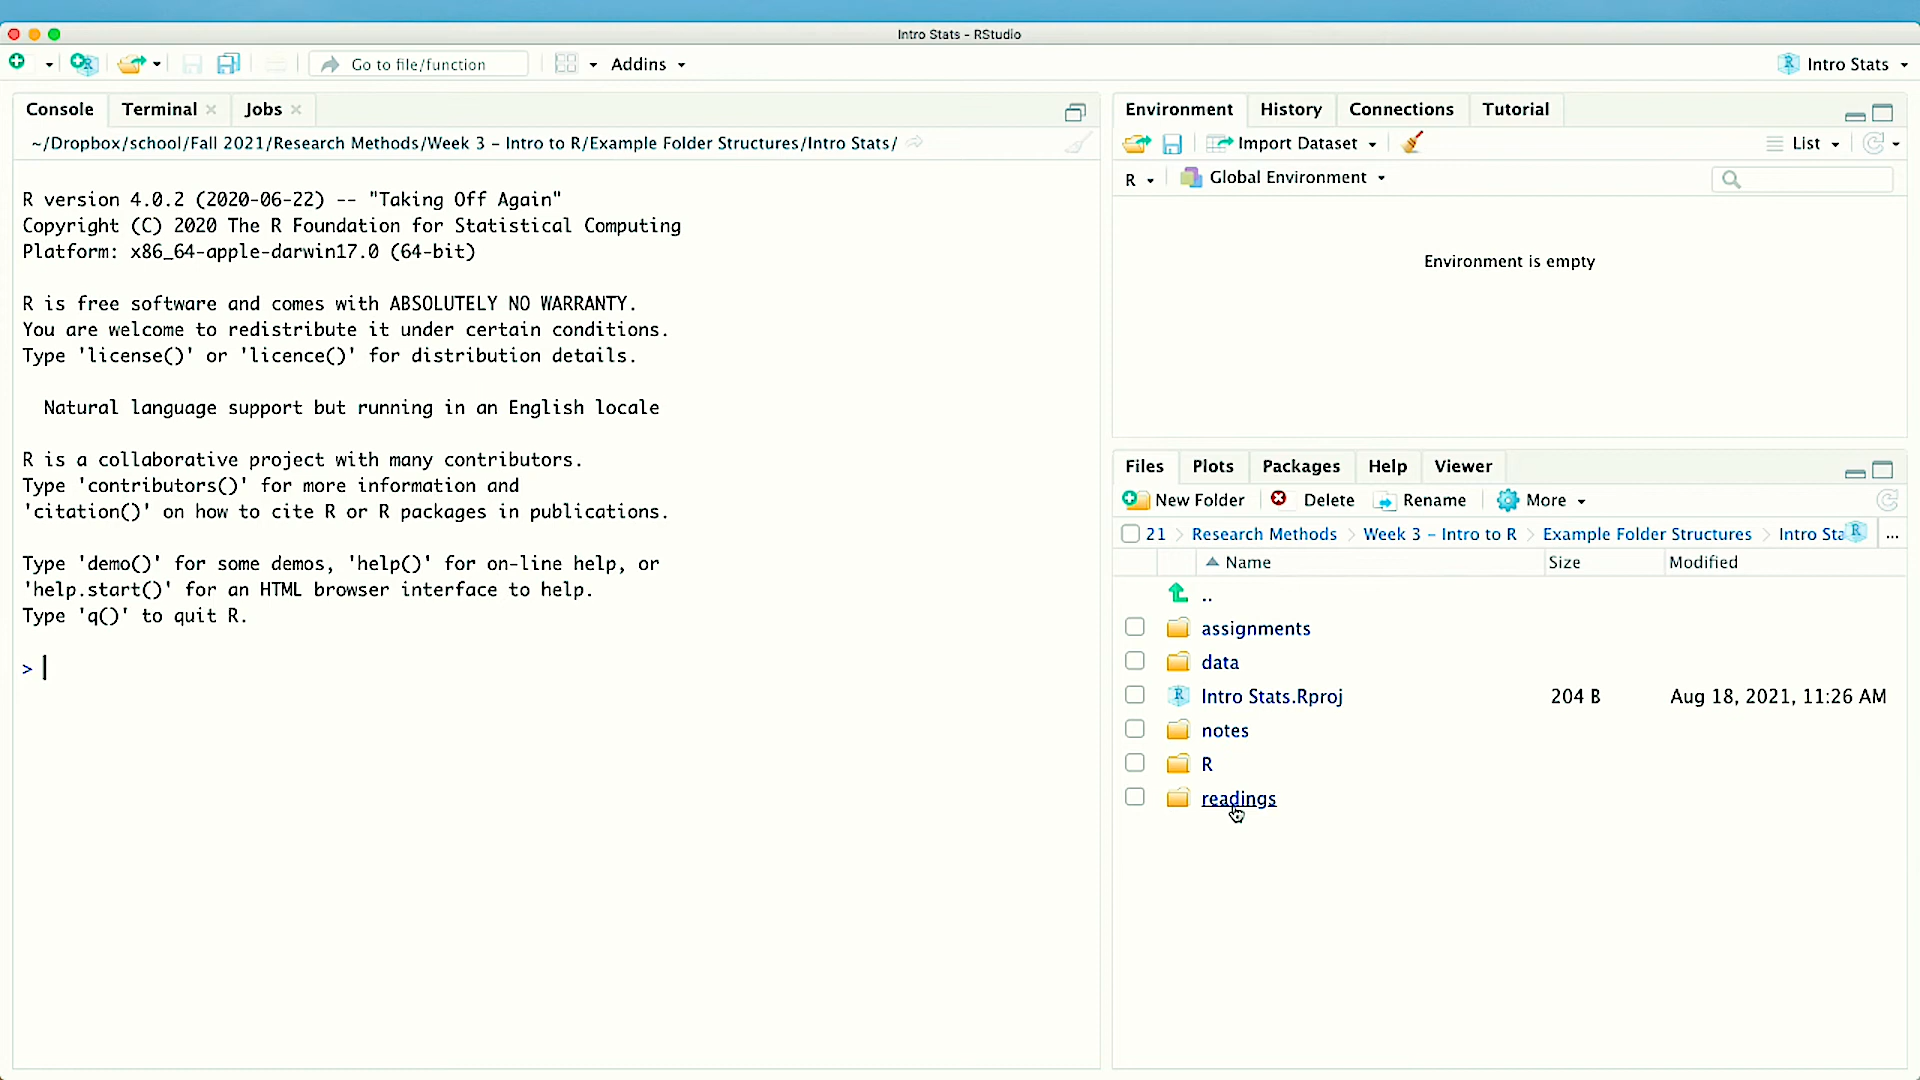 Intro Stats - RStudio
Go to file/function
Addins
Intro Stats
Console
Terminal
Jobs
~/Dropbox/school/Fall 2021/Research Methods/Week 3 - Intro to R/Example Folder Structures/Intro Stats/
R version 4.0.2 (2020-06-22) -- "Taking Off Again"
Copyright (C) 2020 The R Foundation for Statistical Computing
Platform: x86_64-apple-darwin17.0 (64-bit)
R is free software and comes with ABSOLUTELY NO WARRANTY.
You are welcome to redistribute it under certain conditions.
Type 'license()' or 'licence()' for distribution details.
Natural language support but running in an English locale
R is a collaborative project with many contributors.
Type 'contributors()' for more information and
'citation()' on how to cite R or R packages in publications.
Type 'demo()' for some demos, 'help()' for on-line help, or
'help.start()' for an HTML browser interface to help.
Type 'q()' to quit R.
>
Environment
History
Connections
Tutorial
Import Dataset
List
R
Global Environment
Environment is empty
Files
Plots
Packages
Help
Viewer
New Folder
Delete
Rename
More
21 > Research Methods > Week 3 - Intro to R > Example Folder Structures > Intro Sta
...
Name
Size
Modified
..
assignments
data
Intro Stats.Rproj 204 B Aug 18, 2021, 11:26 AM
notes
R
readings